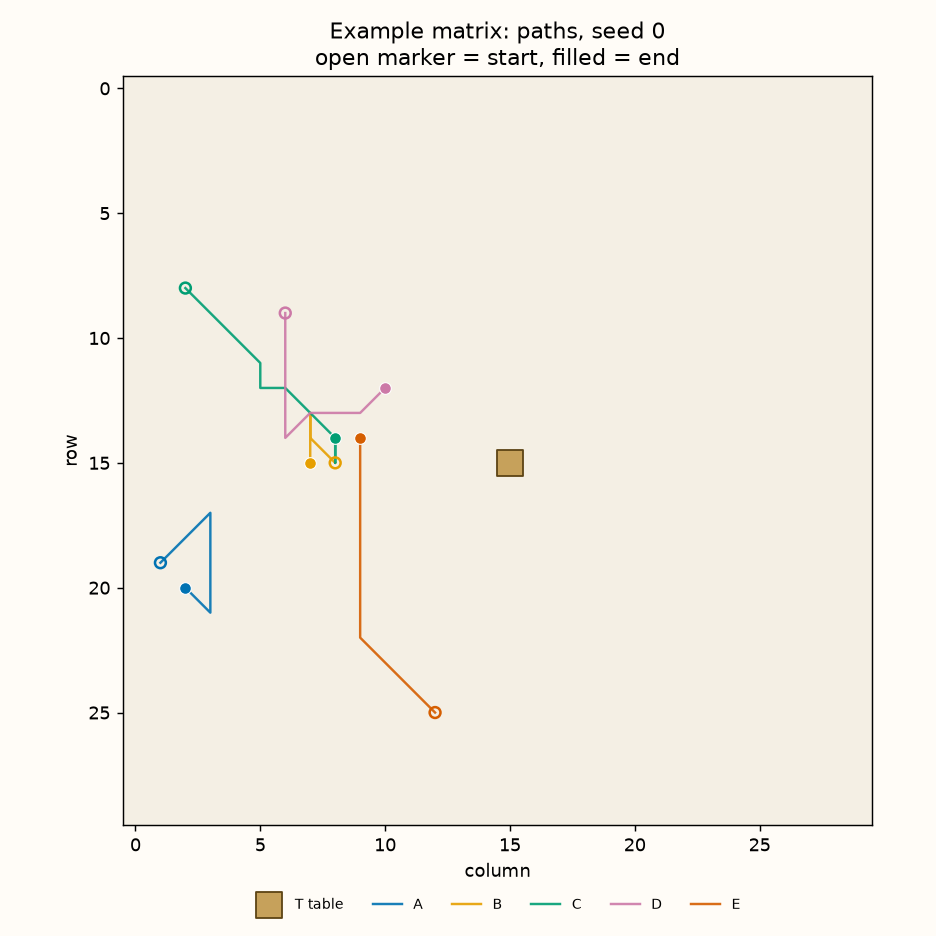 Example matrix: paths, seed 0
open marker = start, filled = end
0
5
10
15
20
25
row
0 5 10 15 20 25
column
T table A B C D E